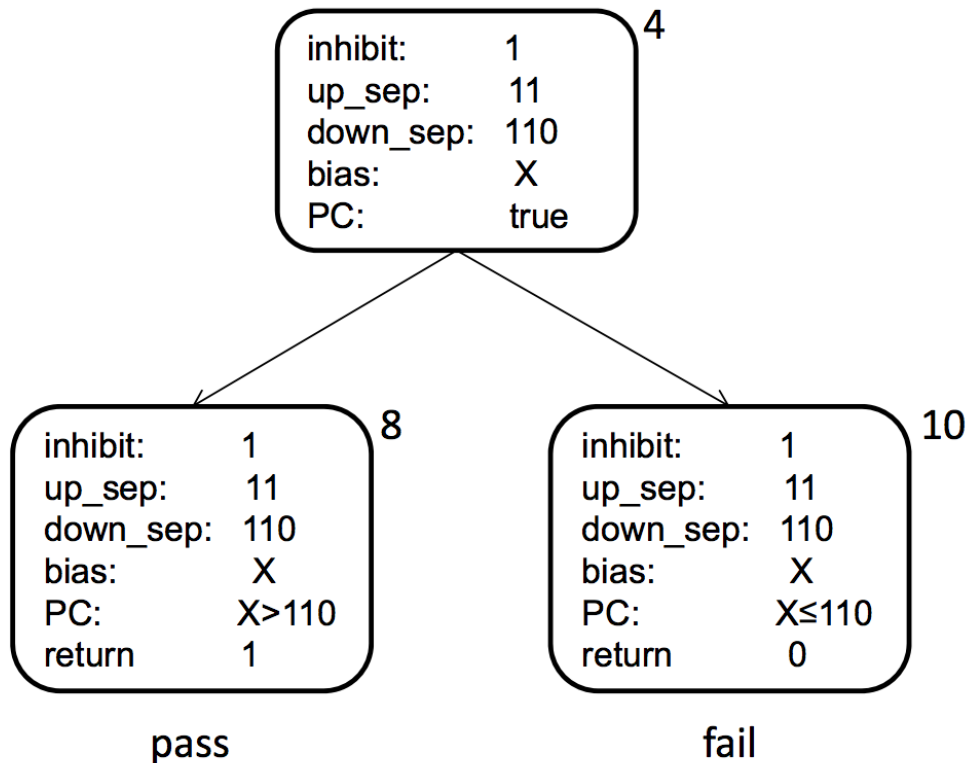 4
inhibit: 1
up_sep: 11
down_sep: 110
bias: X
PC: true
8
inhibit: 1
up_sep: 11
down_sep: 110
bias: X
PC: X>110
return 1
pass
10
inhibit: 1
up_sep: 11
down_sep: 110
bias: X
PC: X≤110
return 0
fail